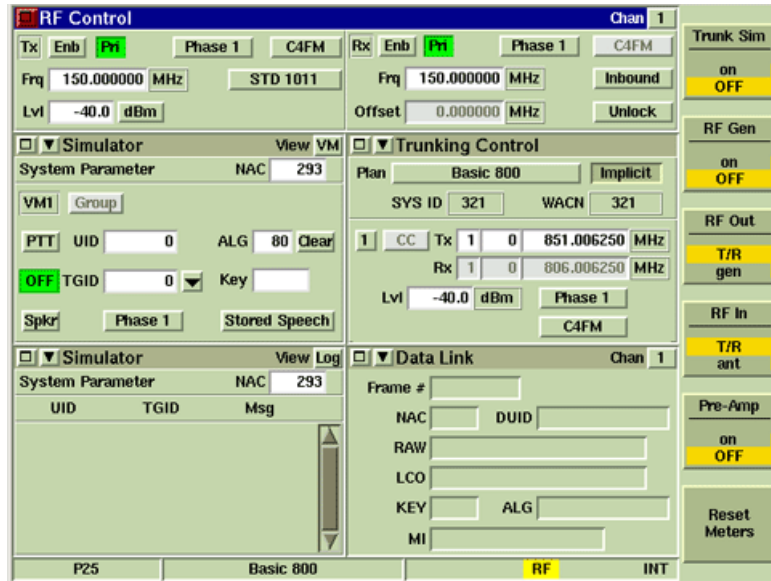 RF Control Chan 1
Tx Enb Pri Phase 1 C4FM
Frq 150.000000 MHz STD 1011
Lvl -40.0 dBm
Rx Enb Pri Phase 1 C4FM
Frq 150.000000 MHz Inbound
Offset 0.000000 MHz Unlock
Simulator View VM
System Parameter NAC 293
VM1 Group
PTT UID 0 ALG 80 Clear
OFF TGID 0 Key
Spkr Phase 1 Stored Speech
Trunking Control
Plan Basic 800 Implicit
SYS ID 321 WACN 321
1 CC Tx 1 0 851.006250 MHz
Rx 1 0 806.006250 MHz
Lvl -40.0 dBm Phase 1
C4FM
Simulator View Log
System Parameter NAC 293
UID TGID Msg
Data Link Chan 1
Frame #
NAC DUID
RAW
LCO
KEY ALG
MI
P25 Basic 800 RF INT
Trunk Sim
on
OFF
RF Gen
on
OFF
RF Out
T/R
gen
RF In
T/R
ant
Pre-Amp
on
OFF
Reset
Meters